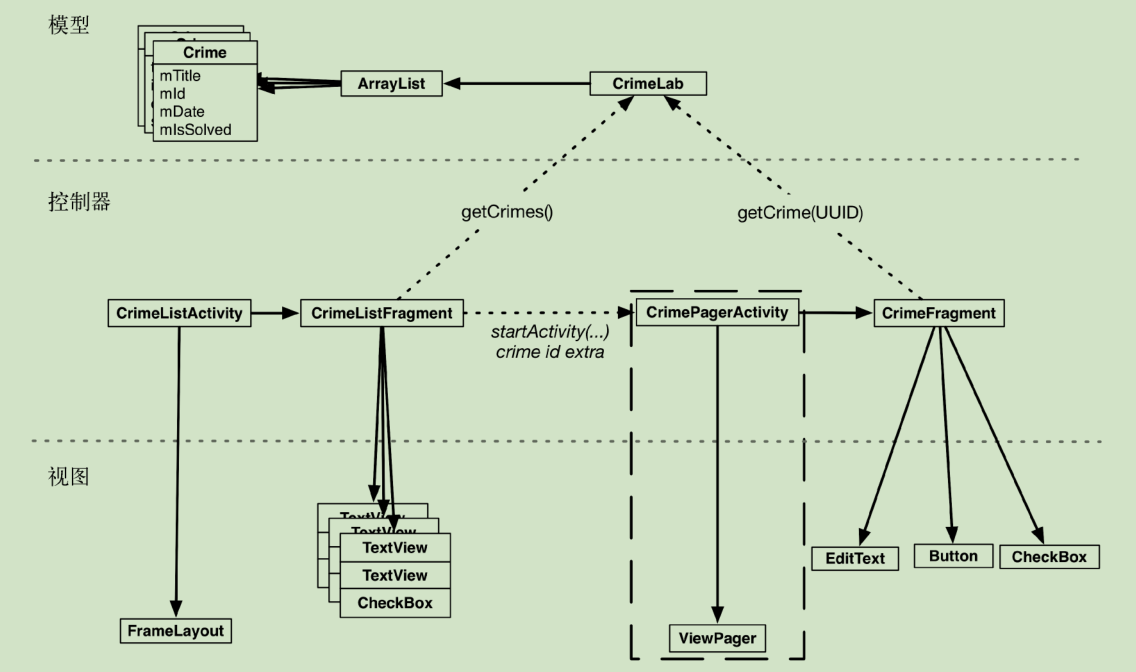 模型
Crime
mTitle
mId
mDate
mIsSolved
ArrayList
CrimeLab
控制器
getCrimes()
getCrime(UUID)
CrimeListActivity
CrimeListFragment
startActivity(...)
crime id extra
CrimePagerActivity
CrimeFragment
视图
TextView
TextView
TextView
TextView
CheckBox
FrameLayout
ViewPager
EditText
Button
CheckBox